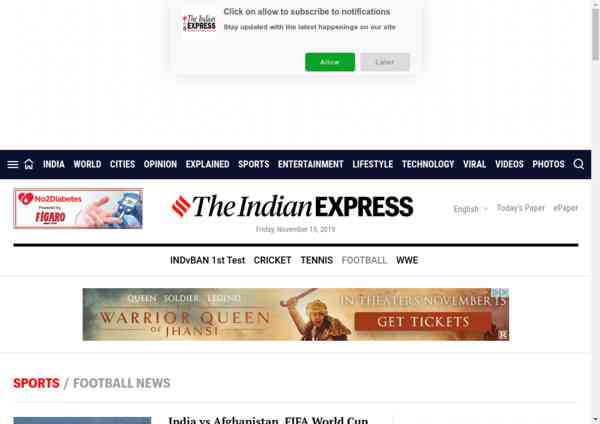 The Indian
EXPRESS
Click on allow to subscribe to notifications
Stay updated with the latest happenings on our site
Allow
Later
INDIA WORLD CITIES OPINION EXPLAINED SPORTS ENTERTAINMENT LIFESTYLE TECHNOLOGY VIRAL VIDEOS PHOTOS
No2Diabetes
Powered by
FIGARO
The Indian EXPRESS
English Today's Paper ePaper
Friday, November 15, 2019
INDvBAN 1st Test CRICKET TENNIS FOOTBALL WWE
QUEEN SOLDIER LEGEND
WARRIOR QUEEN
OF JHANSI
IN THEATERS NOVEMBER 15
GET TICKETS
R
SPORTS / FOOTBALL NEWS
India vs Afghanistan, FIFA World Cup